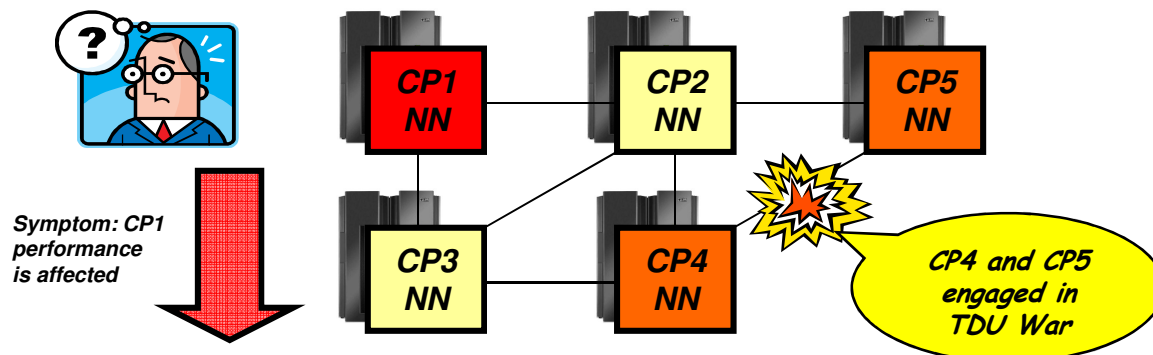 ?
CP1
NN
CP2
NN
CP5
NN
Symptom: CP1
performance
is affected
CP3
NN
CP4
NN
CP4 and CP5
engaged in
TDU War